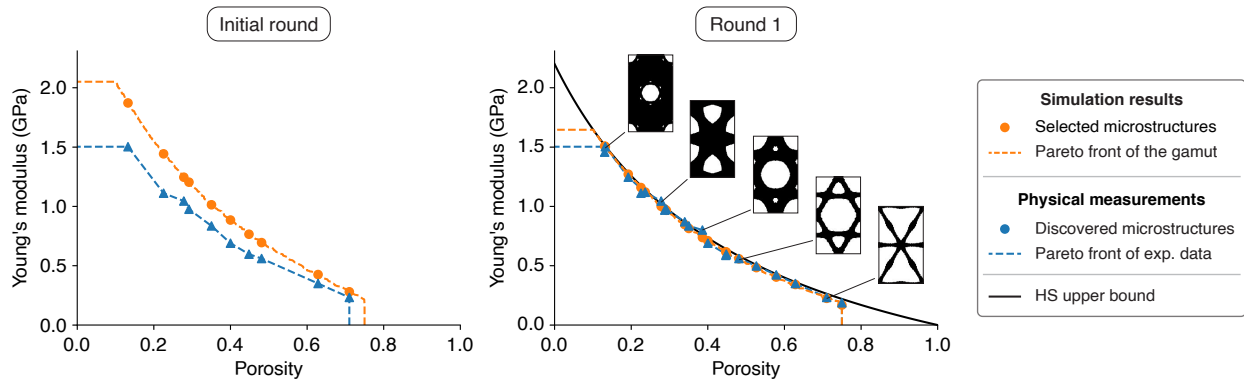 Initial round
Young's modulus (GPa)
2.0
1.5
1.0
0.5
0.0
0.0 0.2 0.4 0.6 0.8 1.0
Porosity
Round 1
Young's modulus (GPa)
2.0
1.5
1.0
0.5
0.0
0.0 0.2 0.4 0.6 0.8 1.0
Porosity
Simulation results
Selected microstructures
Pareto front of the gamut
Physical measurements
Discovered microstructures
Pareto front of exp. data
HS upper bound